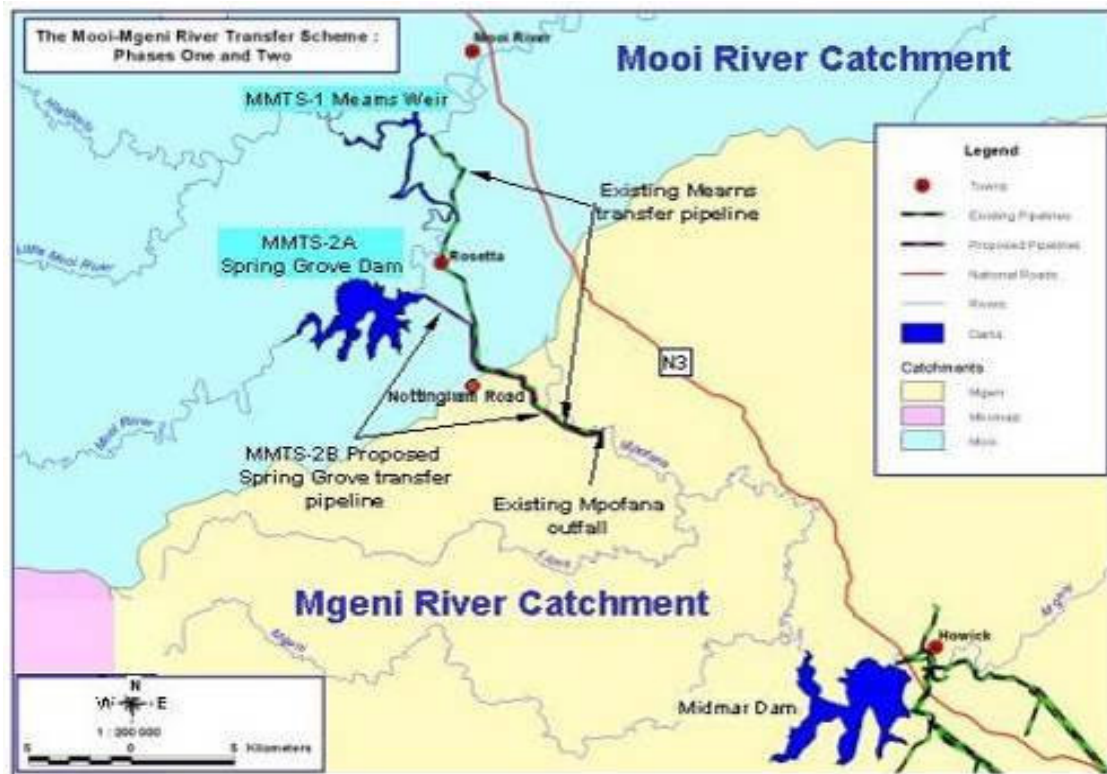 The Mooi-Mgeni River Transfer Scheme :
Phases One and Two
Mooi River
Mooi River Catchment
MMTS-1 Mearns Weir
Legend
Towns
Existing Pipelines
Proposed Pipelines
National Roads
Rivers
Dams
Catchments
Mgeni
Mkomazi
Mooi
Existing Mearns
transfer pipeline
Little Mooi River
MMTS-2A
Spring Grove Dam
Rosetta
N3
Nottingham Road
Mooi River
MMTS-2B Proposed
Spring Grove transfer
pipeline
Mpofana
Existing Mpofana
outfall
Lions
Mgeni River Catchment
Mgeni
Mgeni
Howick
Midmar Dam
N
W E
1 : 200 000
5 0 5 Kilometers